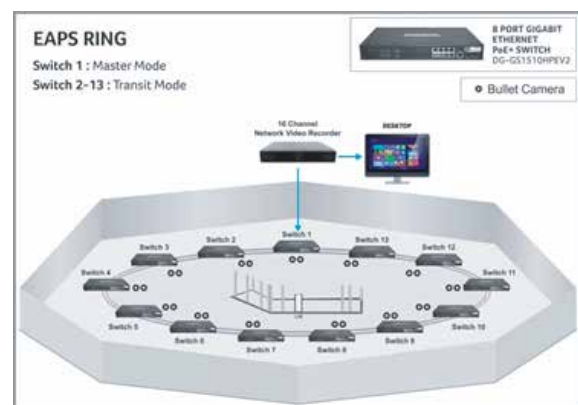 EAPS RING
Switch 1 : Master Mode
Switch 2-13 : Transit Mode
8 PORT GIGABIT
ETHERNET
PoE+ SWITCH
DG-GS1510HPEV2
Bullet Camera
16 Channel
Network Video Recorder
DESKTOP
Switch 1
Switch 2
Switch 13
Switch 3
Switch 12
Switch 4
Switch 11
Switch 5
Switch 10
Switch 6
Switch 9
Switch 7
Switch 8